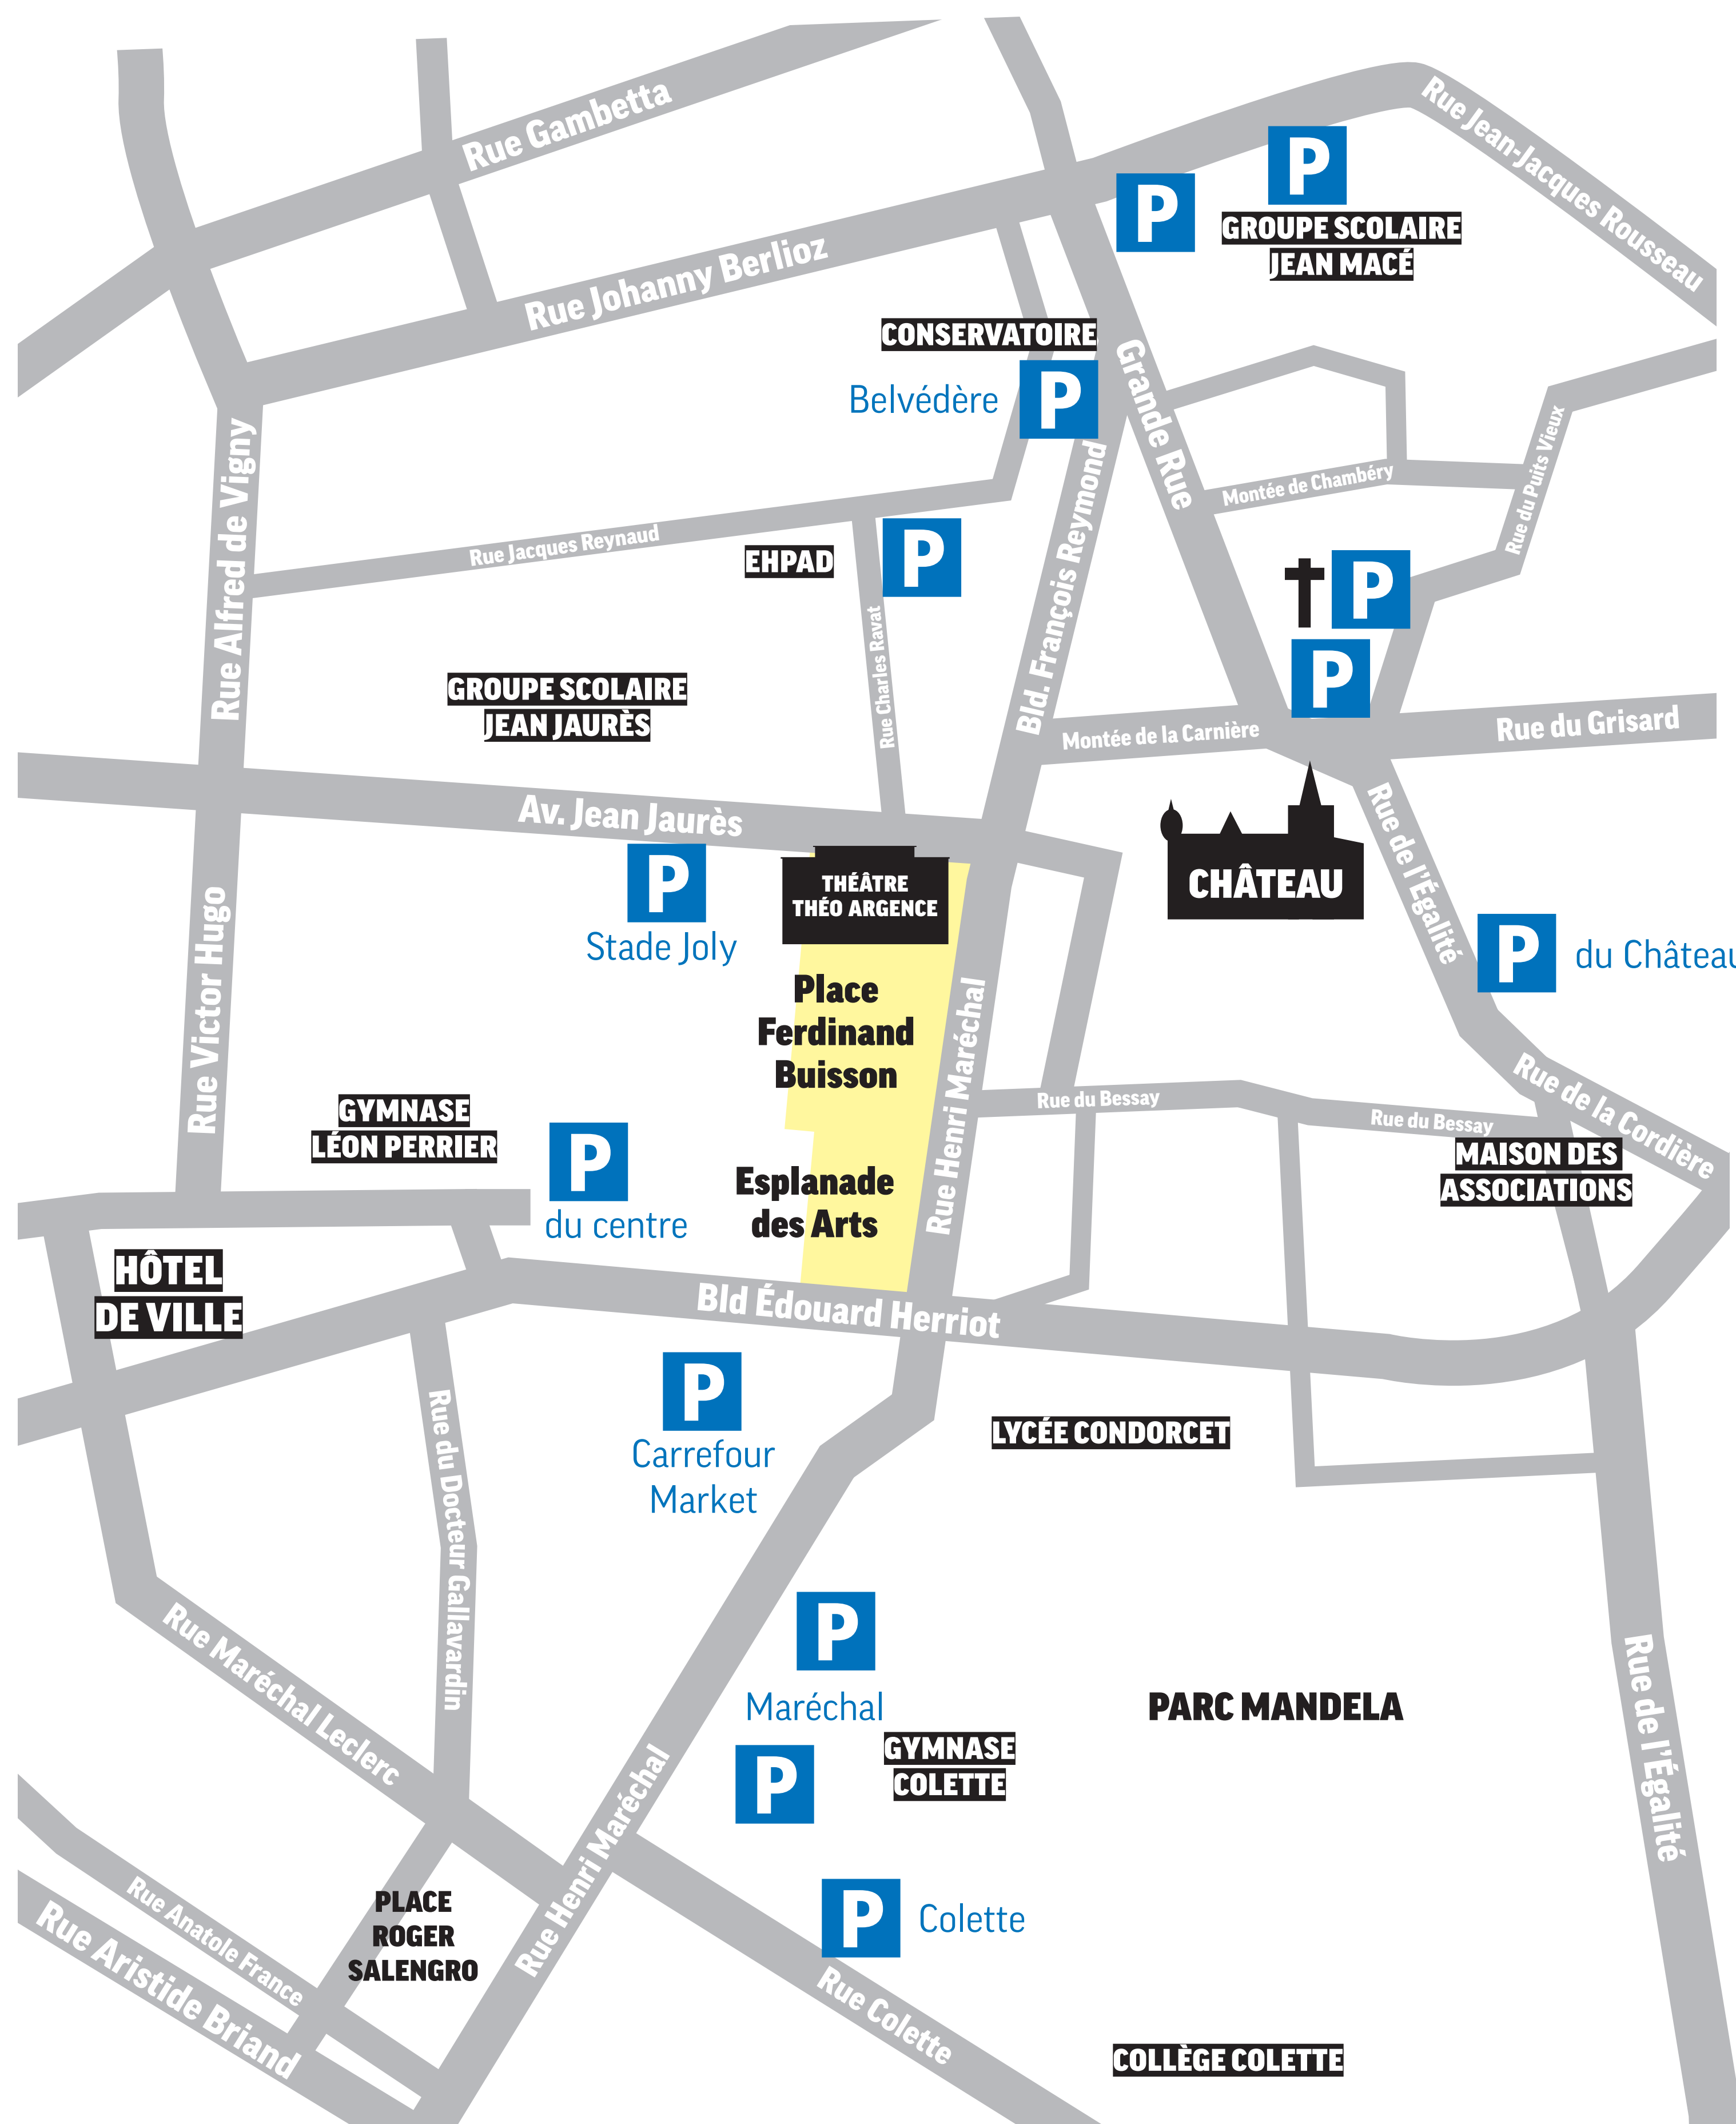 Rue Gambetta
Rue Jean-Jacques Rousseau
P
P
GROUPE SCOLAIRE
JEAN MACÉ
Rue Johanny Berlioz
CONSERVATOIRE
Belvédère
P
Grande Rue
Rue du Puits Vieux
Montée de Chambéry
Rue Alfred de Vigny
Bld. François Reymond
Rue Jacques Reynaud
EHPAD
P
P
P
Rue Charles Ravat
GROUPE SCOLAIRE
JEAN JAURÈS
Montée de la Carnière
Rue du Grisard
Av. Jean Jaurès
Rue de l'Égalité
P
Stade Joly
THÉÂTRE
THÉO ARGENCE
CHÂTEAU
P
du Château
Rue Victor Hugo
Place
Ferdinand
Buisson
Rue Henri Maréchal
Rue du Bessay
Rue du Bessay
Rue de la Cordière
GYMNASE
LÉON PERRIER
P
du centre
MAISON DES
ASSOCIATIONS
Esplanade
des Arts
HÔTEL
DE VILLE
Bld Édouard Herriot
P
Carrefour
Market
Rue du Docteur Gallavardin
LYCÉE CONDORCET
P
Maréchal
Rue Maréchal Leclerc
PARC MANDELA
Rue de l'Égalité
GYMNASE
COLETTE
P
Rue Henri Maréchal
P
Colette
PLACE
ROGER
SALENGRO
Rue Anatole France
Rue Aristide Briand
Rue Colette
COLLÈGE COLETTE